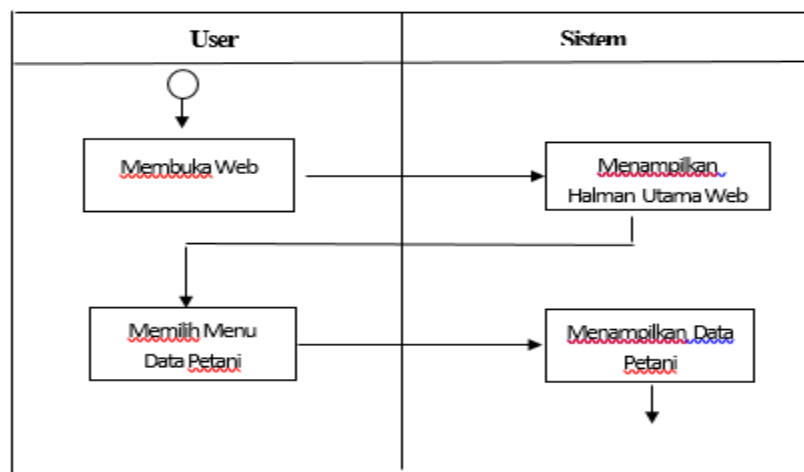 User
Sistem
Membuka Web
Menampilkan
Halman Utama Web
Memilih Menu
Data Petani
Menampilkan Data
Petani